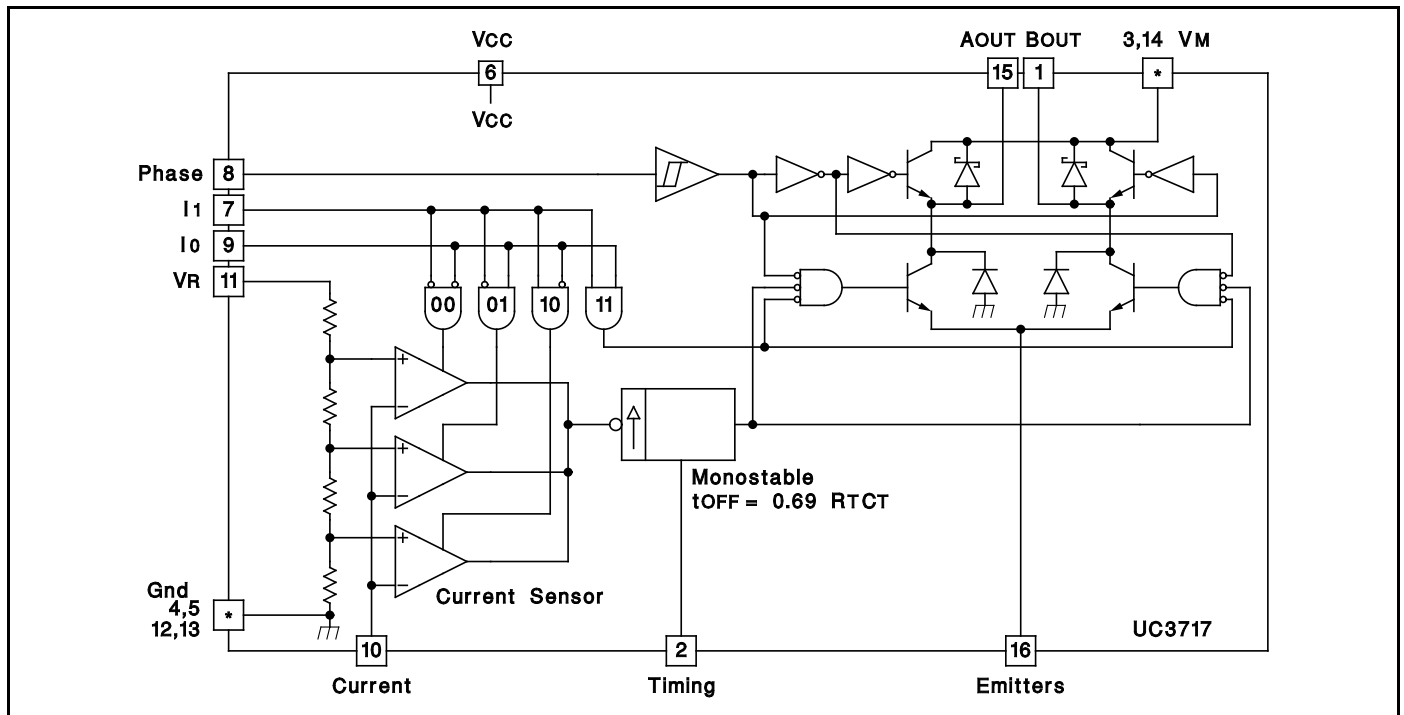 VCC
AOUT BOUT 3,14 VM
6
15 1 *
VCC
Phase 8
I1 7
I0 9
VR 11
00 01 10 11
+
−
+
−
+
−
Monostable
tOFF = 0.69 RTCT
Current Sensor
Gnd
4,5
12,13
*
UC3717
10
2
16
Current
Timing
Emitters